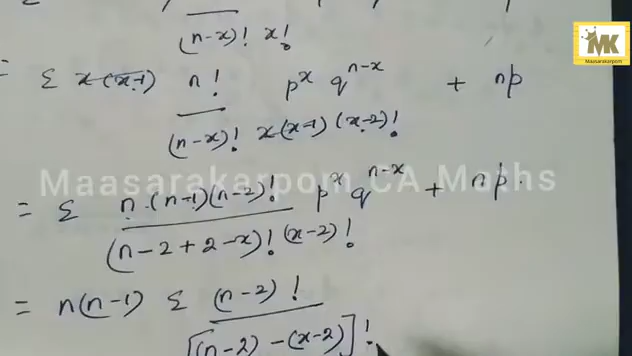 (n-x)! x!
= Σ x(x-1) n! / (n-x)! x(x-1)(x-2)! p^x q^(n-x) + np
= Σ n.(n-1)(n-2)! / (n-2+2-x)! (x-2)! p^x q^(n-x) + np.
= n(n-1) Σ (n-2)! / [(n-2)-(x-2)]!
MK
Maasarakarpom
Maasarakarpom CA Maths